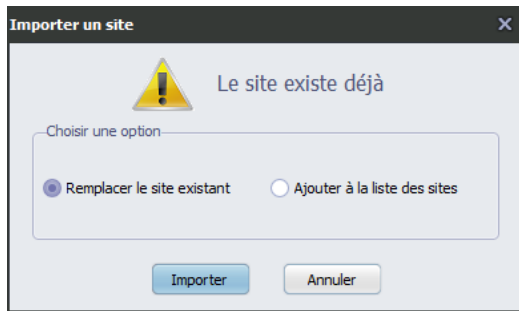 Importer un site
Le site existe déjà
Choisir une option
Remplacer le site existant Ajouter à la liste des sites
Importer Annuler